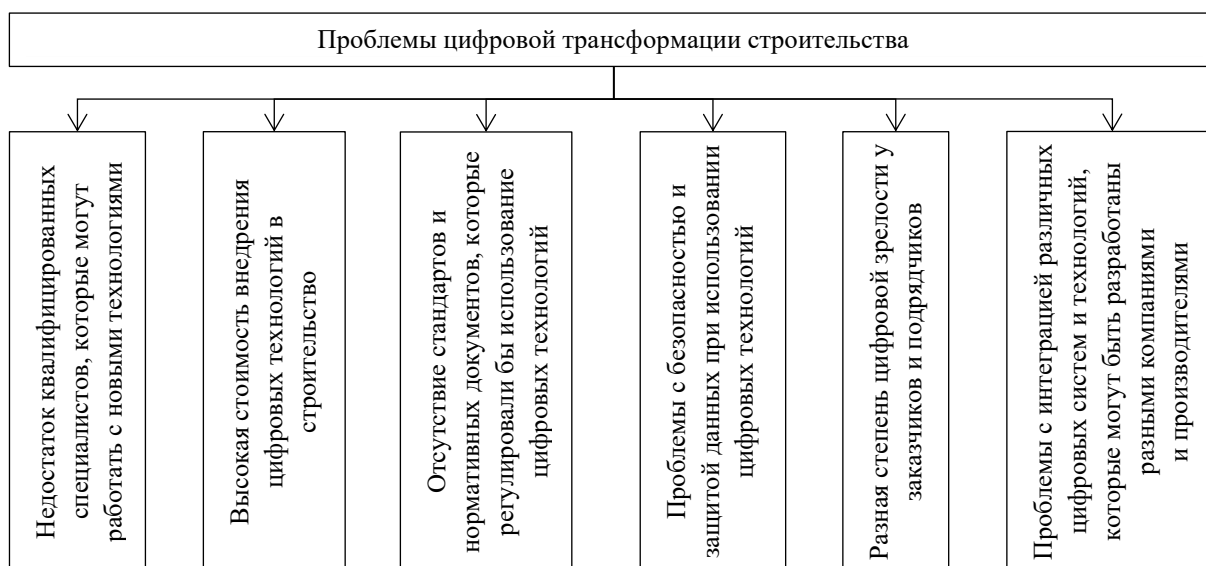 Проблемы цифровой трансформации строительства
Недостаток квалифицированных
специалистов, которые могут
работать с новыми технологиями
Высокая стоимость внедрения
цифровых технологий в
строительство
Отсутствие стандартов и
нормативных документов, которые
регулировали бы использование
цифровых технологий
Проблемы с безопасностью и
защитой данных при использовании
цифровых технологий
Разная степень цифровой зрелости у
заказчиков и подрядчиков
Проблемы с интеграцией различных
цифровых систем и технологий,
которые могут быть разработаны
разными компаниями
и производителями